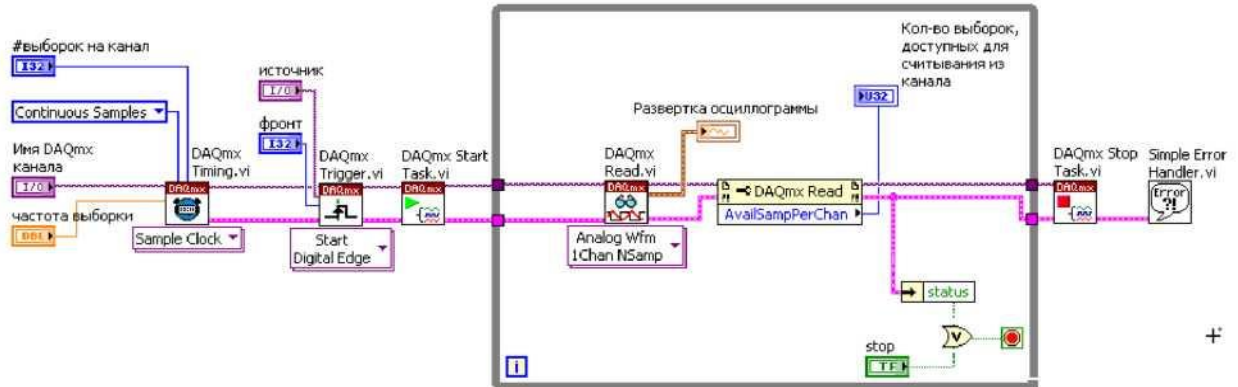 #выборок на канал
I32
Continuous Samples
Имя DAQmx
канала
I/O
частота выборки
DBL
DAQmx
Timing.vi
DAQmx
Sample Clock
источник
I/O
фронт
I32
DAQmx
Trigger.vi
DAQmx
Start
Digital Edge
DAQmx Start
Task.vi
DAQmx
DAQmx
Read.vi
DAQmx
Analog Wfm
1Chan NSamp
Развертка осциллограммы
Кол-во выборок,
доступных для
считывания из
канала
U32
DAQmx Read
AvailSampPerChan
status
V
stop
TF
i
DAQmx Stop
Task.vi
DAQmx
Simple Error
Handler.vi
Error
?!